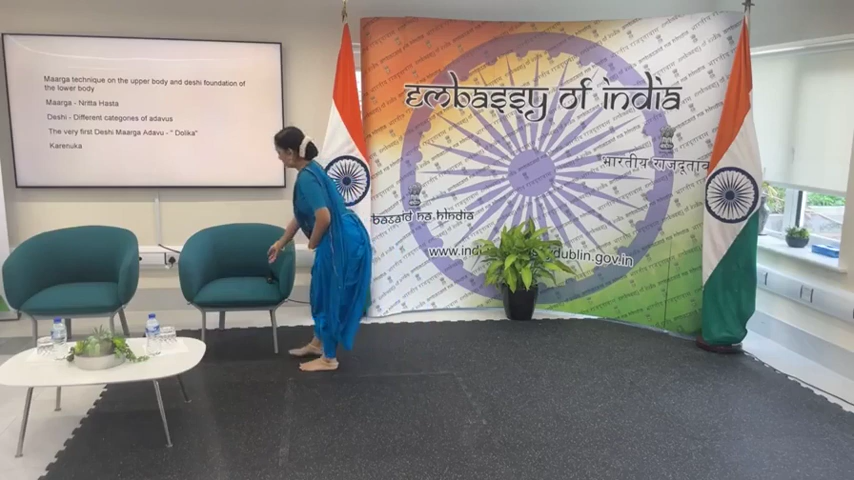 Maarga technique on the upper body and deshi foundation of
the lower body
Maarga - Nritta Hasta
Deshi - Different categories of adavus
The very first Deshi Maarga Adavu - " Dolika"
Karenuka
embassy of india
भारतीय राजदूताव
basáid na hindia
www.ind
dublin.gov.in